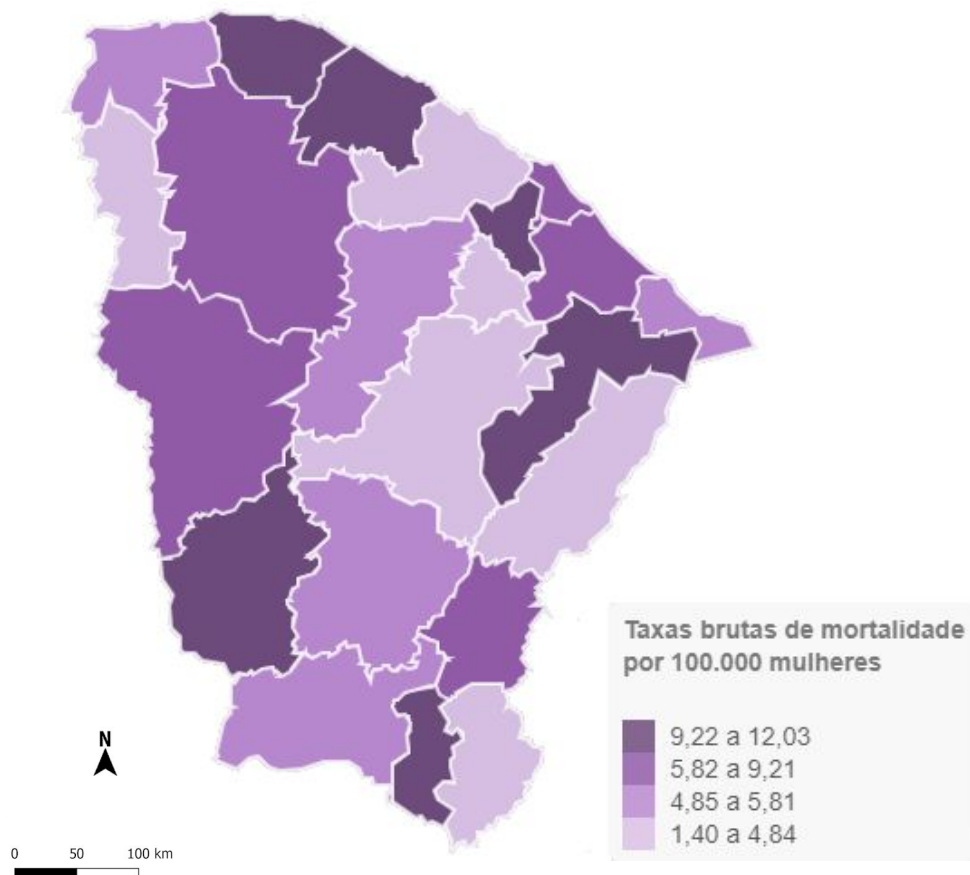 N
0 50 100 km
Taxas brutas de mortalidade
por 100.000 mulheres
9,22 a 12,03
5,82 a 9,21
4,85 a 5,81
1,40 a 4,84